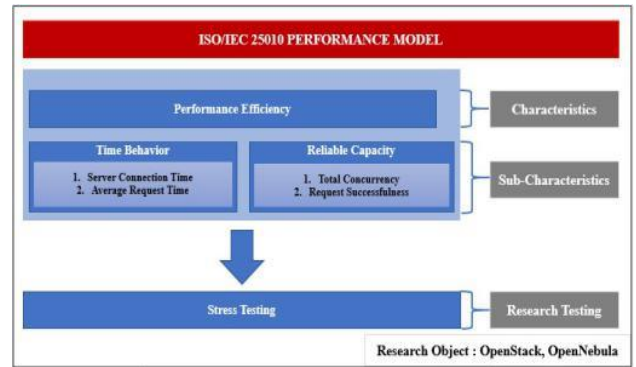 ISO/IEC 25010 PERFORMANCE MODEL
Performance Efficiency
Characteristics
Time Behavior
1. Server Connection Time
2. Average Request Time
Reliable Capacity
1. Total Concurrency
2. Request Successfulness
Sub-Characteristics
Stress Testing
Research Testing
Research Object : OpenStack, OpenNebula